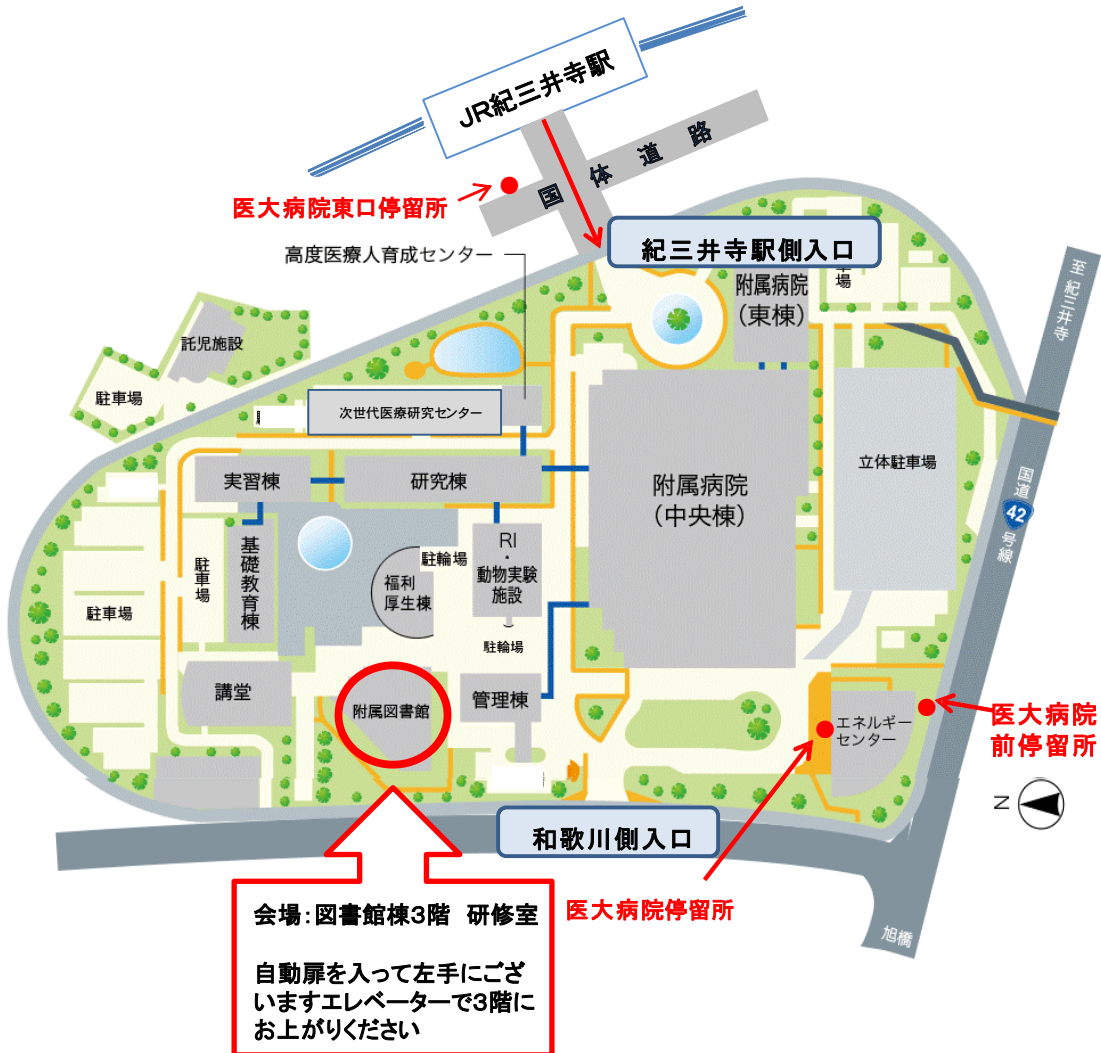 JR紀三井寺駅
国体道路
医大病院東口停留所
紀三井寺駅側入口
高度医療人育成センター
附属病院
(東棟)
車
場
至 紀三井寺
託児施設
駐車場
次世代医療研究センター
実習棟
研究棟
附属病院
(中央棟)
立体駐車場
国道
42
号線
基礎教育棟
駐車場
駐車場
福利
厚生棟
駐輪場
RI
・
動物実験
施設
駐輪場
講堂
附属図書館
管理棟
エネルギー
センター
医大病院
前停留所
N
和歌川側入口
医大病院停留所
旭橋
会場:図書館棟3階 研修室
自動扉を入って左手にござ
いますエレベーターで3階に
お上がりください